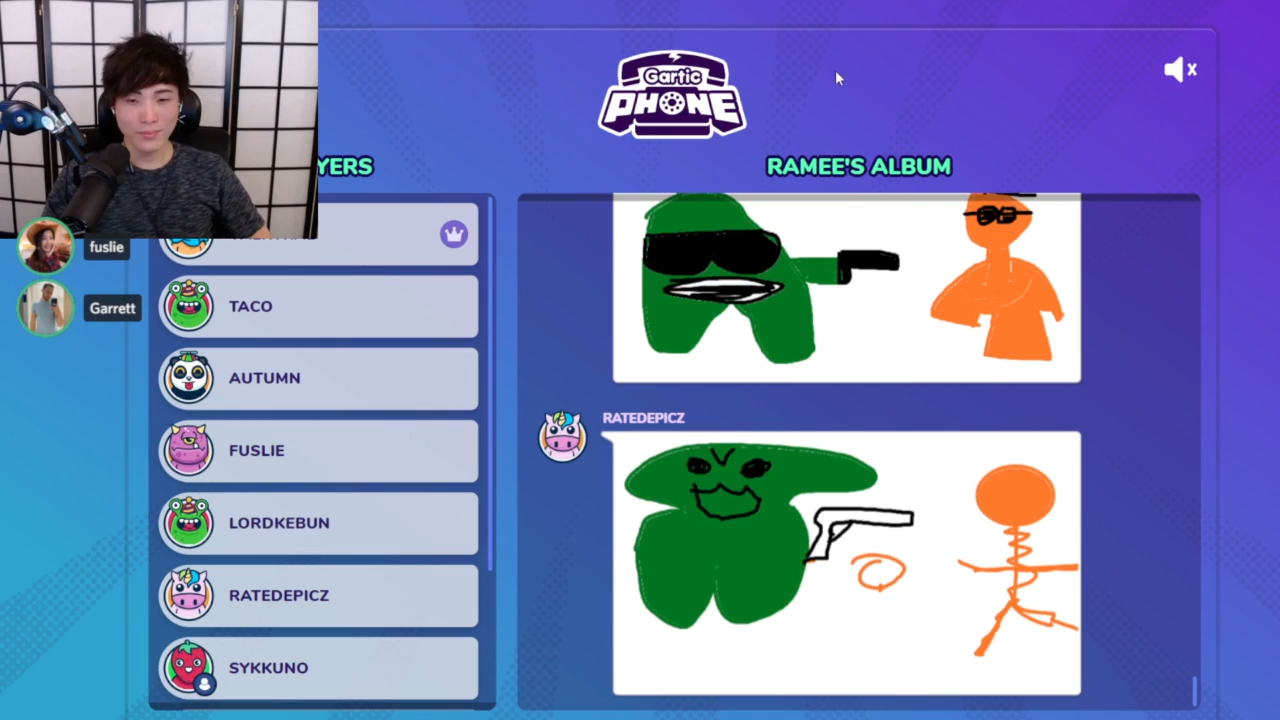 Gartic
PHONE
YERS
RAMEE'S ALBUM
fuslie
Garrett
TACO
AUTUMN
FUSLIE
LORDKEBUN
RATEDEPICZ
SYKKUNO
RATEDEPICZ